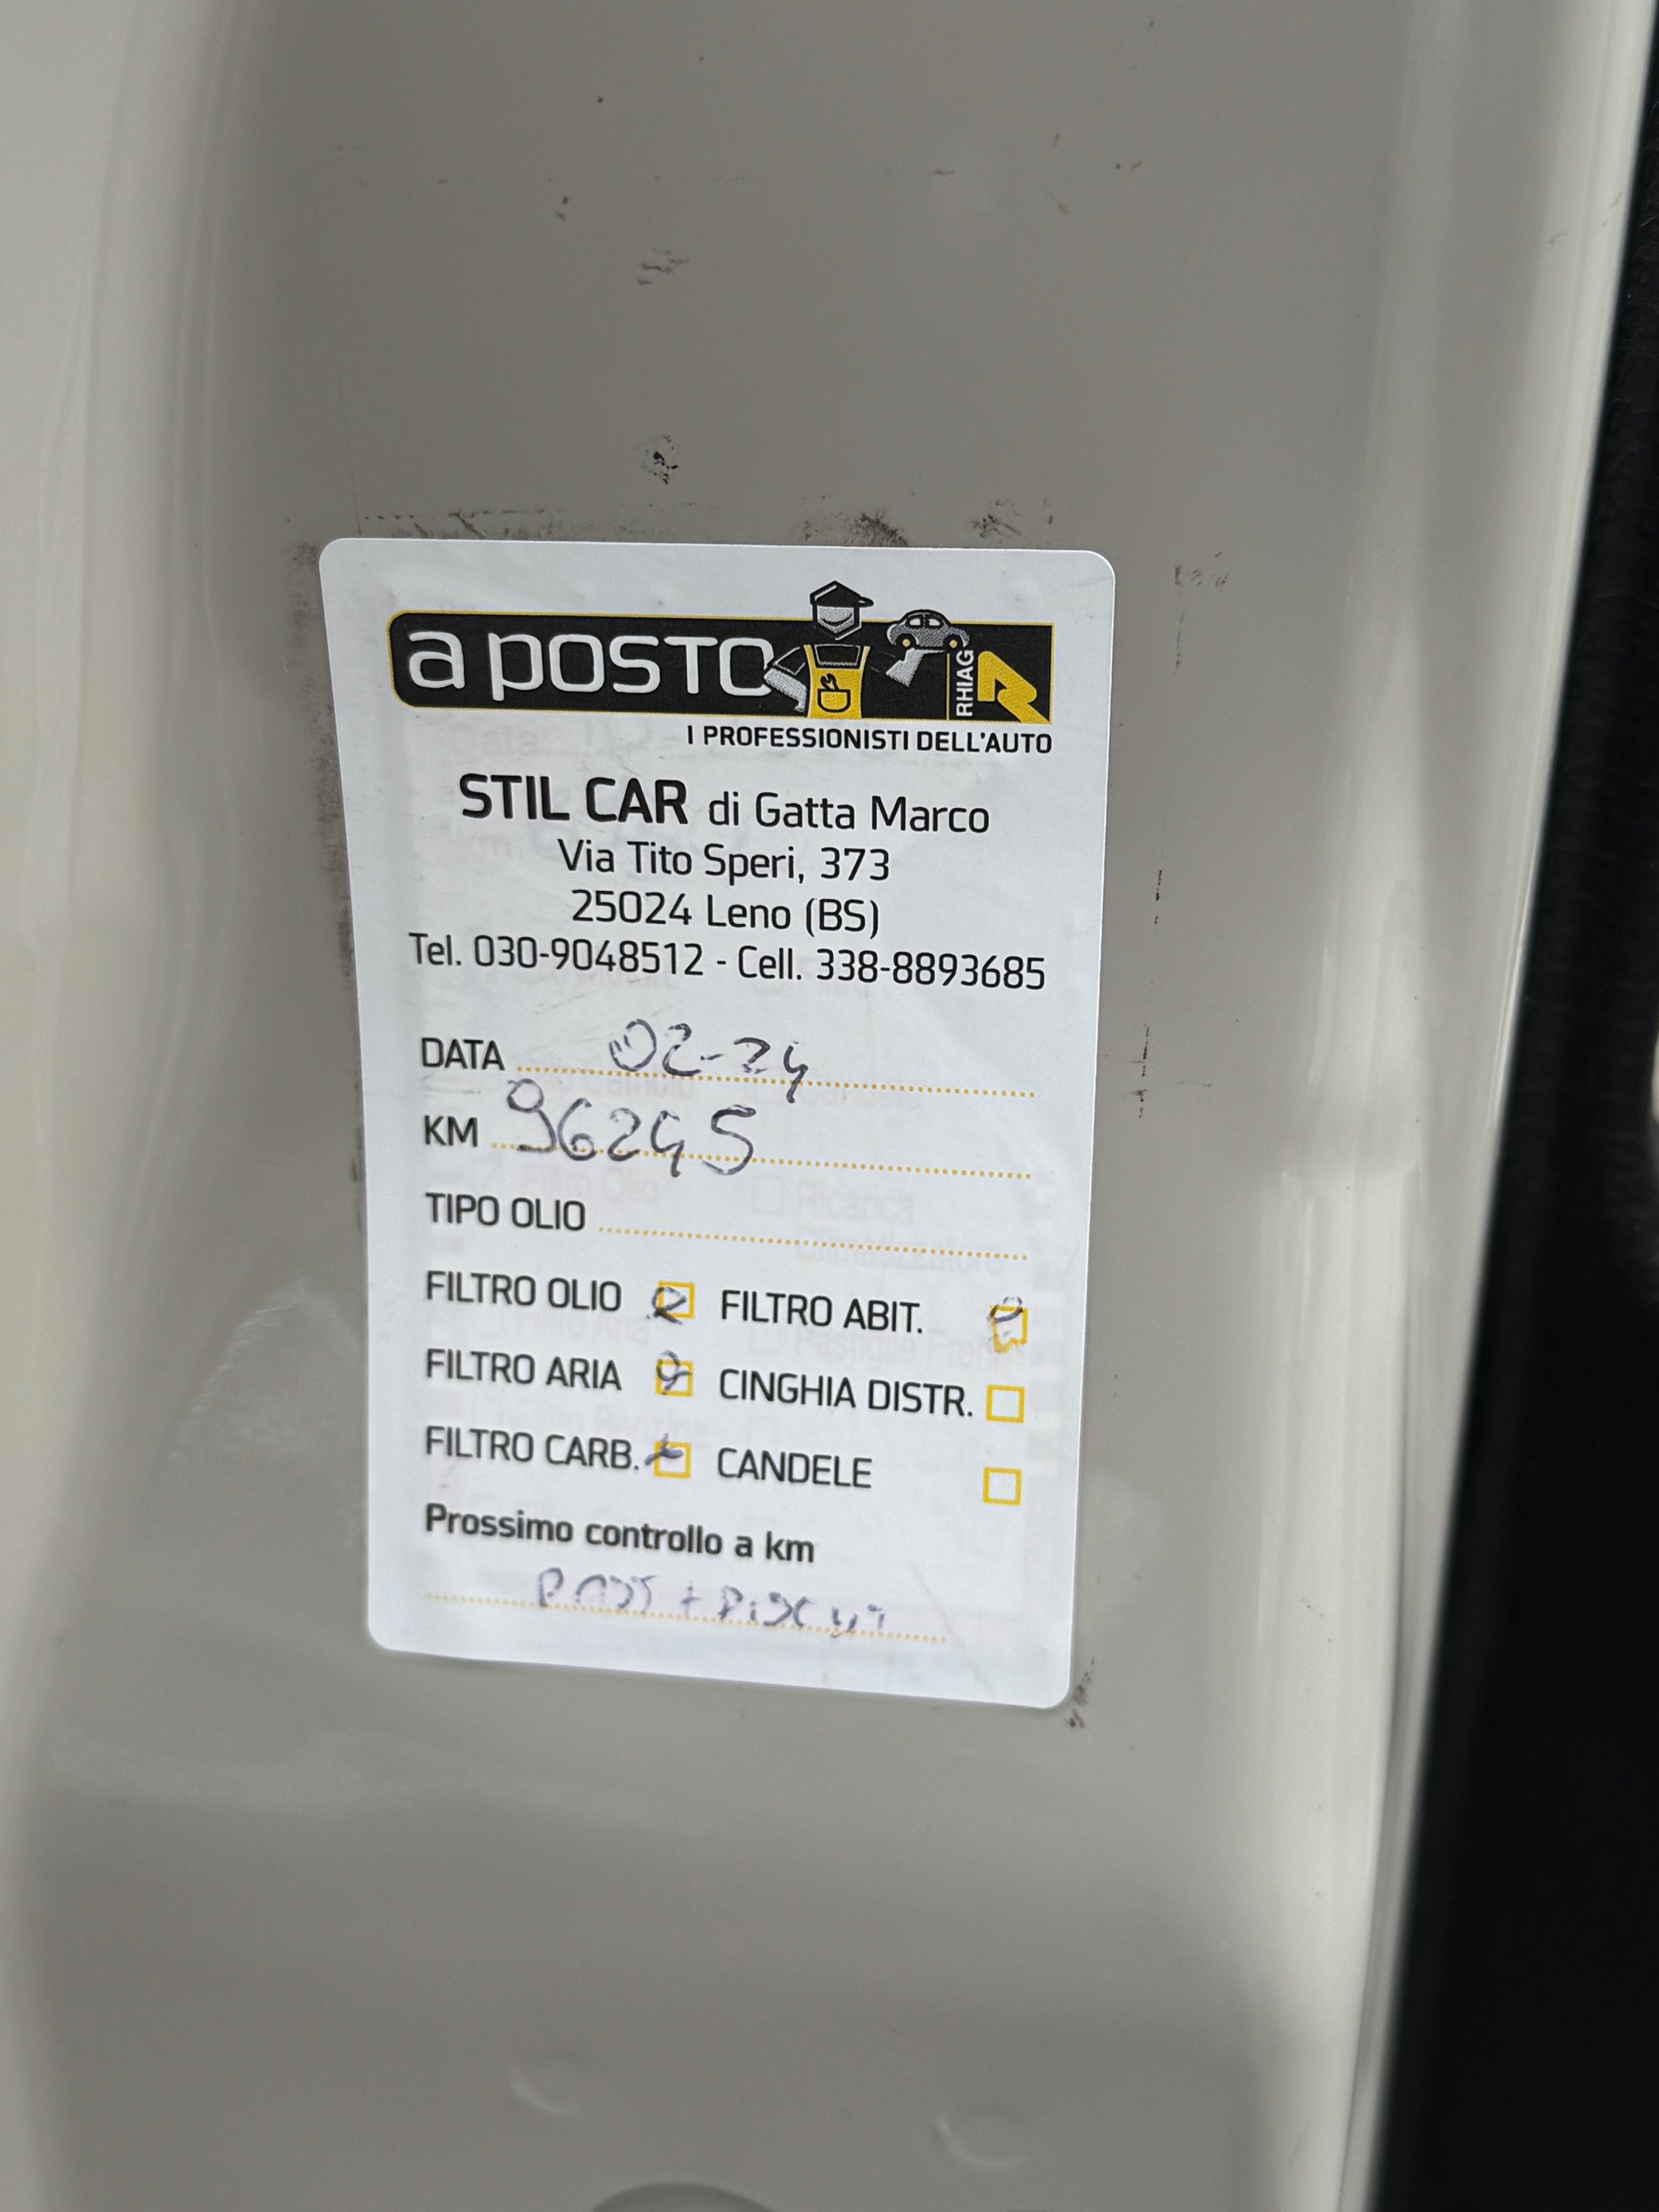 a posto
RHIAG
I PROFESSIONISTI DELL'AUTO
STIL CAR di Gatta Marco
Via Tito Speri, 373
25024 Leno (BS)
Tel. 030-9048512 - Cell. 338-8893685
DATA 02-24
KM 96245
TIPO OLIO
FILTRO OLIO FILTRO ABIT.
FILTRO ARIA CINGHIA DISTR.
FILTRO CARB. CANDELE
Prossimo controllo a km